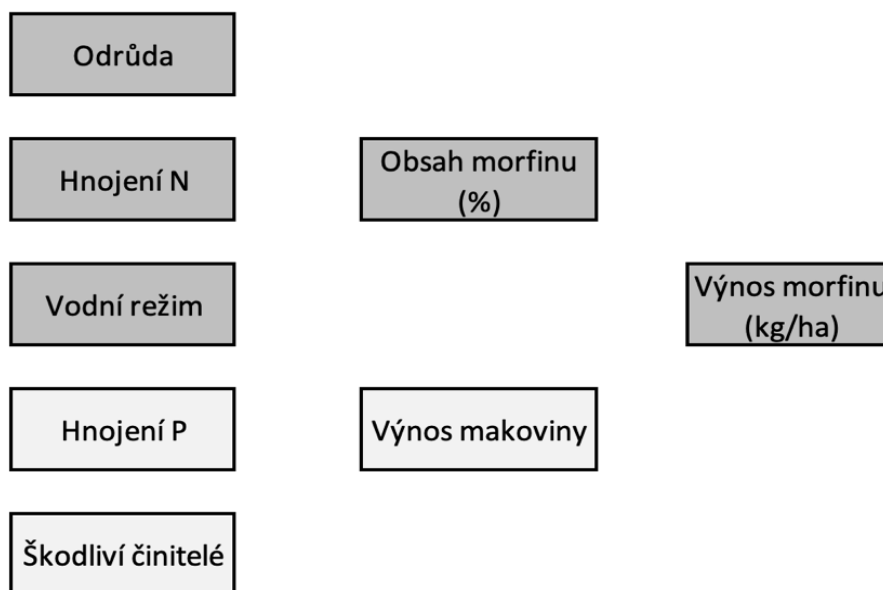 Odrůda
Hnojení N
Obsah morfinu
(%)
Vodní režim
Výnos morfinu
(kg/ha)
Hnojení P
Výnos makoviny
Škodliví činitelé